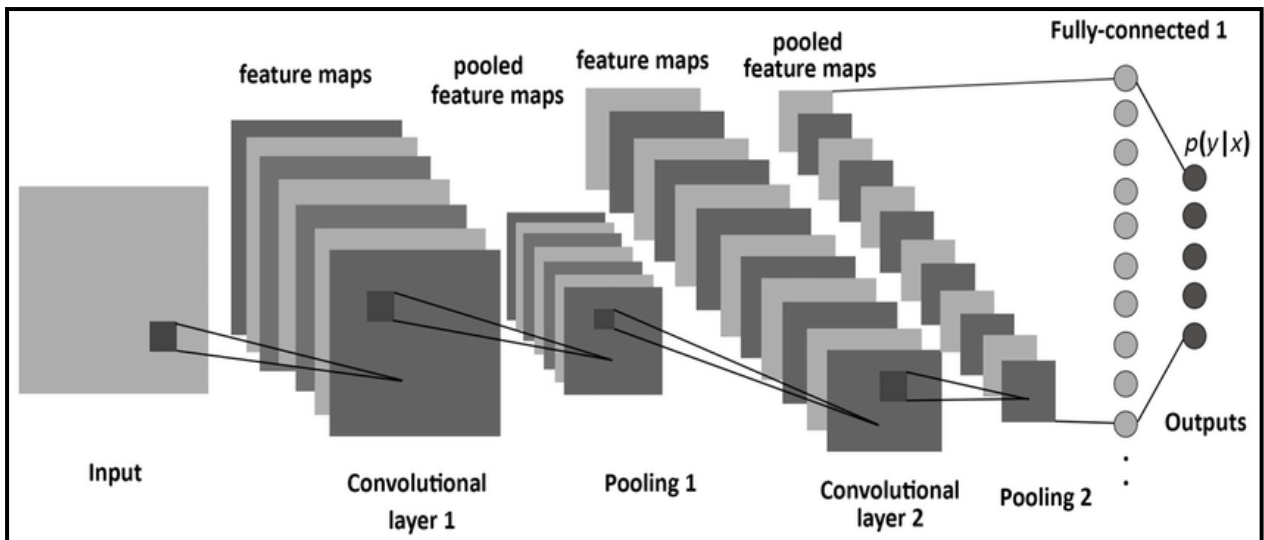 Fully-connected 1
feature maps
pooled
feature maps
feature maps
pooled
feature maps
p(y|x)
Outputs
Input
Convolutional
layer 1
Pooling 1
Convolutional
layer 2
Pooling 2